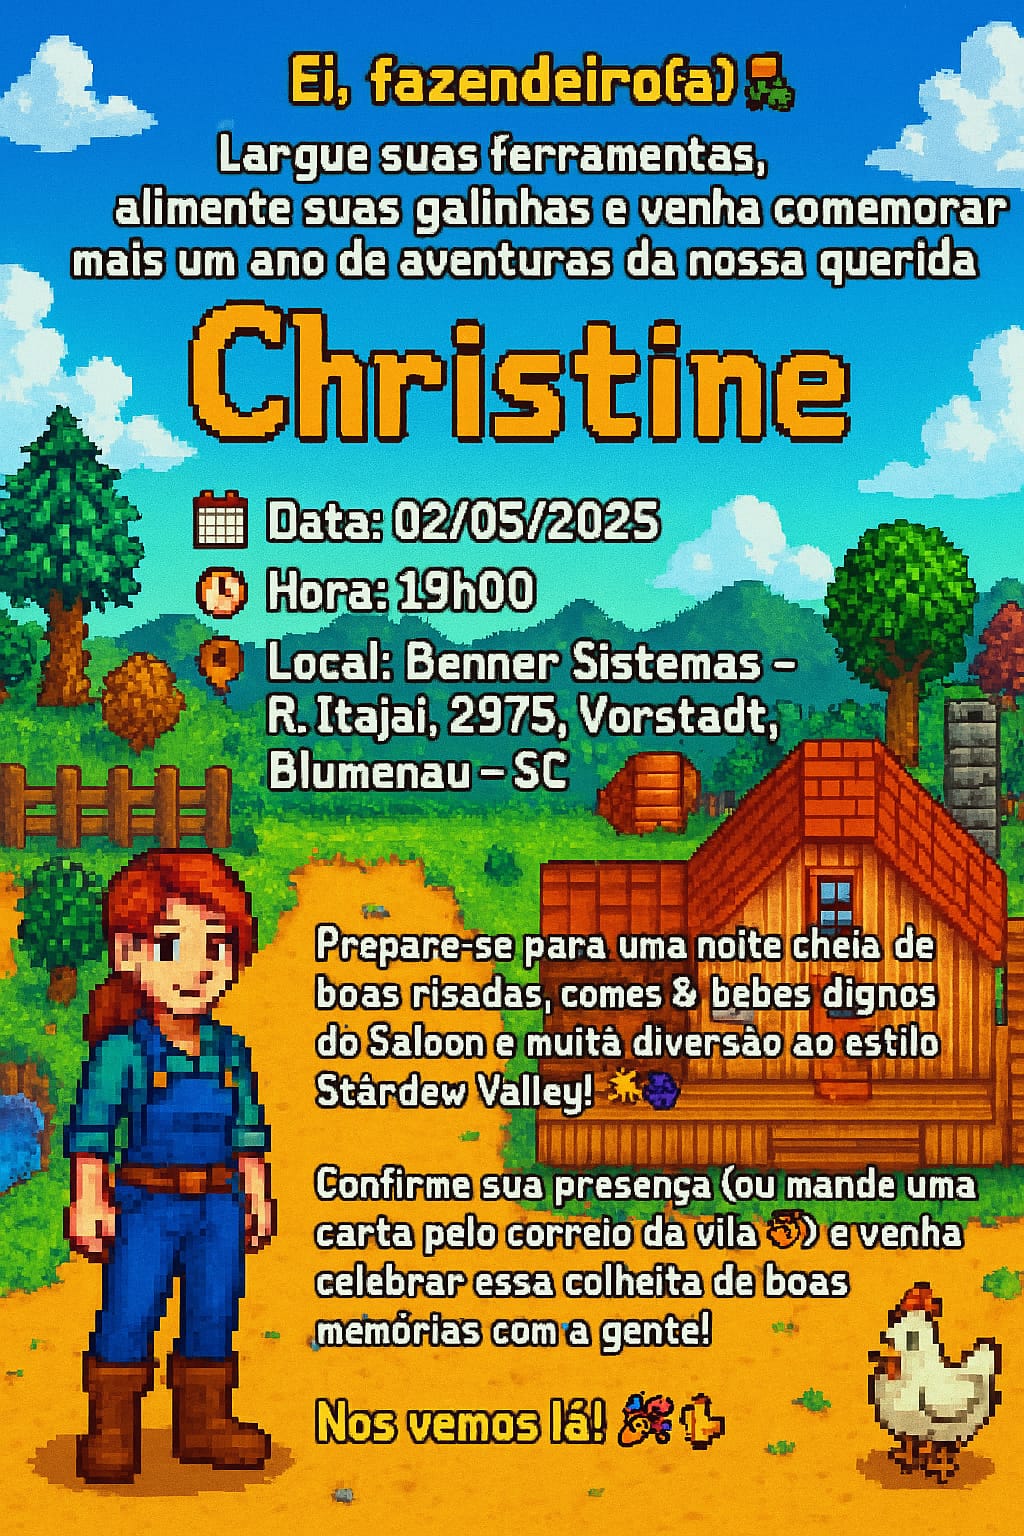 Ei, fazendeiro(a)
Largue suas ferramentas,
alimente suas galinhas e venha comemorar
mais um ano de aventuras da nossa querida
Christine
Data: 02/05/2025
Hora: 19h00
Local: Benner Sistemas –
R. Itajai, 2975, Vorstadt,
Blumenau – SC
Prepare-se para uma noite cheia de
boas risadas, comes & bebes dignos
do Saloon e muitâ diversào ao estilo
Stârdew Valley!
Confirme sua presença (ou mande uma
carta pelo correio da vila ) e venha
celebrar essa colheita de boas
memórias com a gente!
Nos vemos lá!